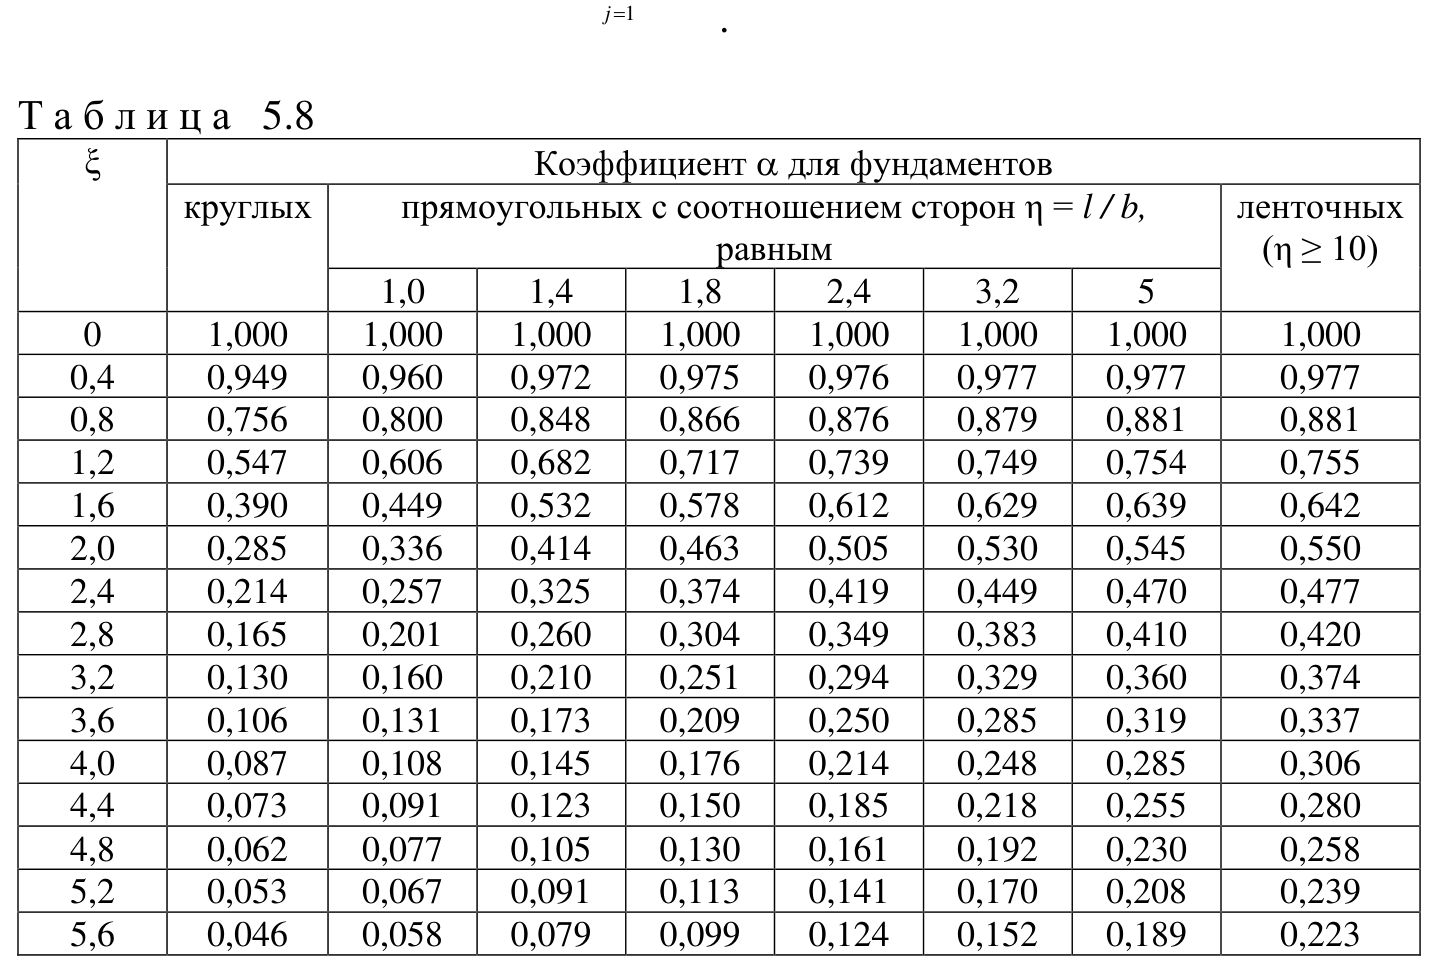 j=1
.
Таблица 5.8
ξ Коэффициент α для фундаментов
круглых прямоугольных с соотношением сторон η = l / b, ленточных
равным (η ≥ 10)
1,0 1,4 1,8 2,4 3,2 5
0 1,000 1,000 1,000 1,000 1,000 1,000 1,000 1,000
0,4 0,949 0,960 0,972 0,975 0,976 0,977 0,977 0,977
0,8 0,756 0,800 0,848 0,866 0,876 0,879 0,881 0,881
1,2 0,547 0,606 0,682 0,717 0,739 0,749 0,754 0,755
1,6 0,390 0,449 0,532 0,578 0,612 0,629 0,639 0,642
2,0 0,285 0,336 0,414 0,463 0,505 0,530 0,545 0,550
2,4 0,214 0,257 0,325 0,374 0,419 0,449 0,470 0,477
2,8 0,165 0,201 0,260 0,304 0,349 0,383 0,410 0,420
3,2 0,130 0,160 0,210 0,251 0,294 0,329 0,360 0,374
3,6 0,106 0,131 0,173 0,209 0,250 0,285 0,319 0,337
4,0 0,087 0,108 0,145 0,176 0,214 0,248 0,285 0,306
4,4 0,073 0,091 0,123 0,150 0,185 0,218 0,255 0,280
4,8 0,062 0,077 0,105 0,130 0,161 0,192 0,230 0,258
5,2 0,053 0,067 0,091 0,113 0,141 0,170 0,208 0,239
5,6 0,046 0,058 0,079 0,099 0,124 0,152 0,189 0,223